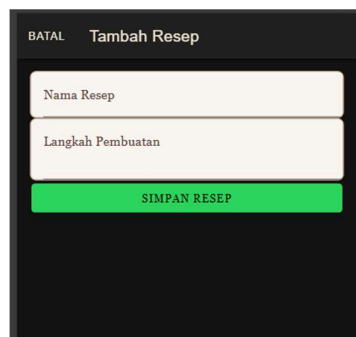 BATAL Tambah Resep
Nama Resep
Langkah Pembuatan
SIMPAN RESEP